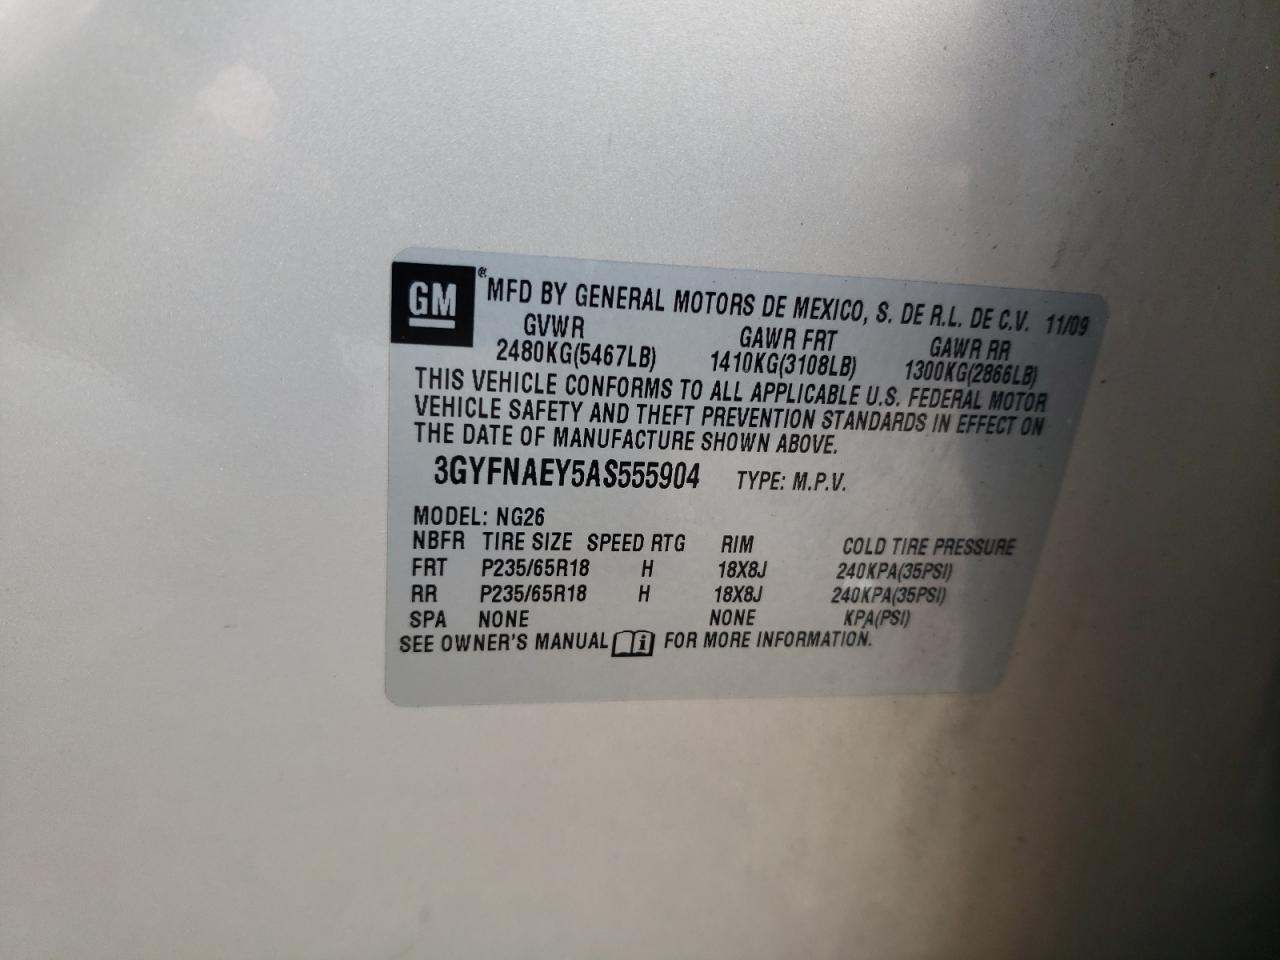 GM ® MFD BY GENERAL MOTORS DE MEXICO, S. DE R.L. DE C.V. 11/09
GVWR GAWR FRT GAWR RR
2480KG(5467LB) 1410KG(3108LB) 1300KG(2866LB)
THIS VEHICLE CONFORMS TO ALL APPLICABLE U.S. FEDERAL MOTOR
VEHICLE SAFETY AND THEFT PREVENTION STANDARDS IN EFFECT ON
THE DATE OF MANUFACTURE SHOWN ABOVE.
3GYFNAEY5AS555904 TYPE: M.P.V.
MODEL: NG26
NBFR TIRE SIZE SPEED RTG RIM COLD TIRE PRESSURE
FRT P235/65R18 H 18X8J 240KPA(35PSI)
RR P235/65R18 H 18X8J 240KPA(35PSI)
SPA NONE NONE KPA(PSI)
SEE OWNER'S MANUAL i FOR MORE INFORMATION.